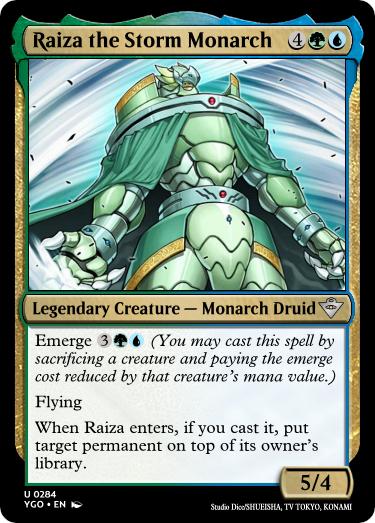 Raiza the Storm Monarch 4
Legendary Creature — Monarch Druid
Emerge 3 (You may cast this spell by
sacrificing a creature and paying the emerge
cost reduced by that creature's mana value.)
Flying
When Raiza enters, if you cast it, put
target permanent on top of its owner's
library.
5/4
U 0284
YGO • EN
Studio Dice/SHUEISHA, TV TOKYO, KONAMI